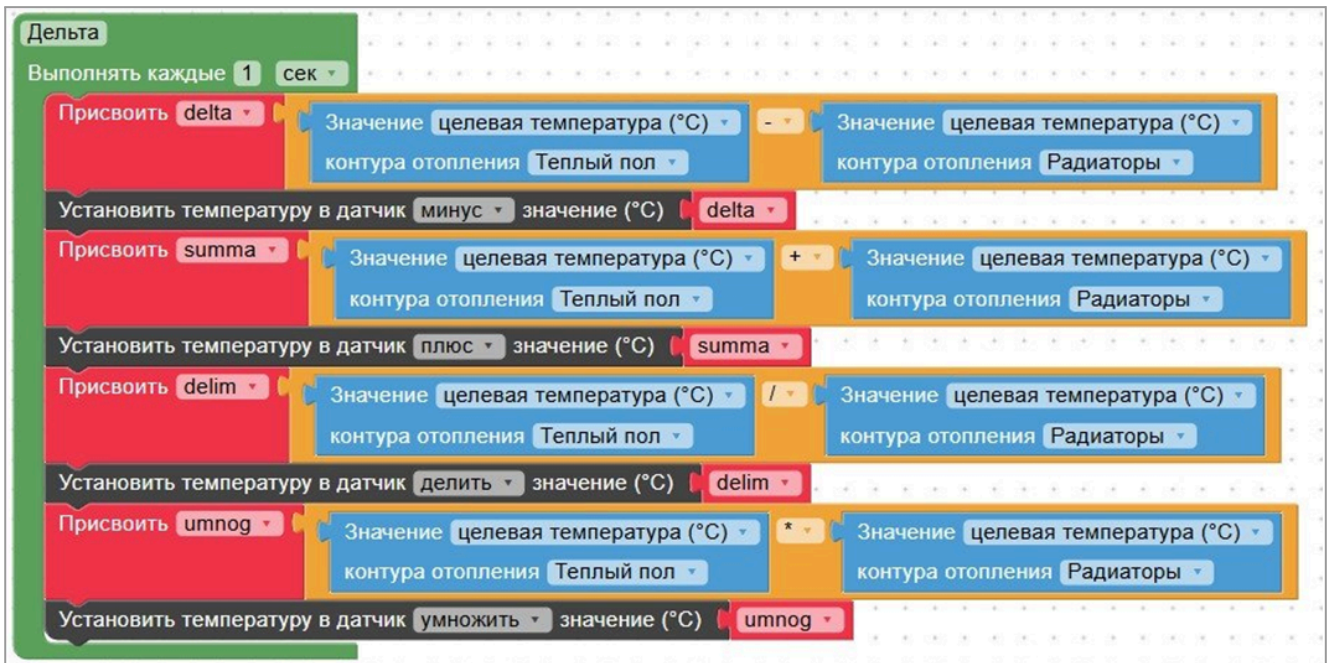 Дельта
Выполнять каждые 1 сек
Присвоить delta Значение целевая температура (°C) - Значение целевая температура (°C)
контура отопления Теплый пол контура отопления Радиаторы
Установить температуру в датчик минус значение (°C) delta
Присвоить summa Значение целевая температура (°C) + Значение целевая температура (°C)
контура отопления Теплый пол контура отопления Радиаторы
Установить температуру в датчик плюс значение (°C) summa
Присвоить delim Значение целевая температура (°C) / Значение целевая температура (°C)
контура отопления Теплый пол контура отопления Радиаторы
Установить температуру в датчик делить значение (°C) delim
Присвоить umnog Значение целевая температура (°C) * Значение целевая температура (°C)
контура отопления Теплый пол контура отопления Радиаторы
Установить температуру в датчик умножить значение (°C) umnog